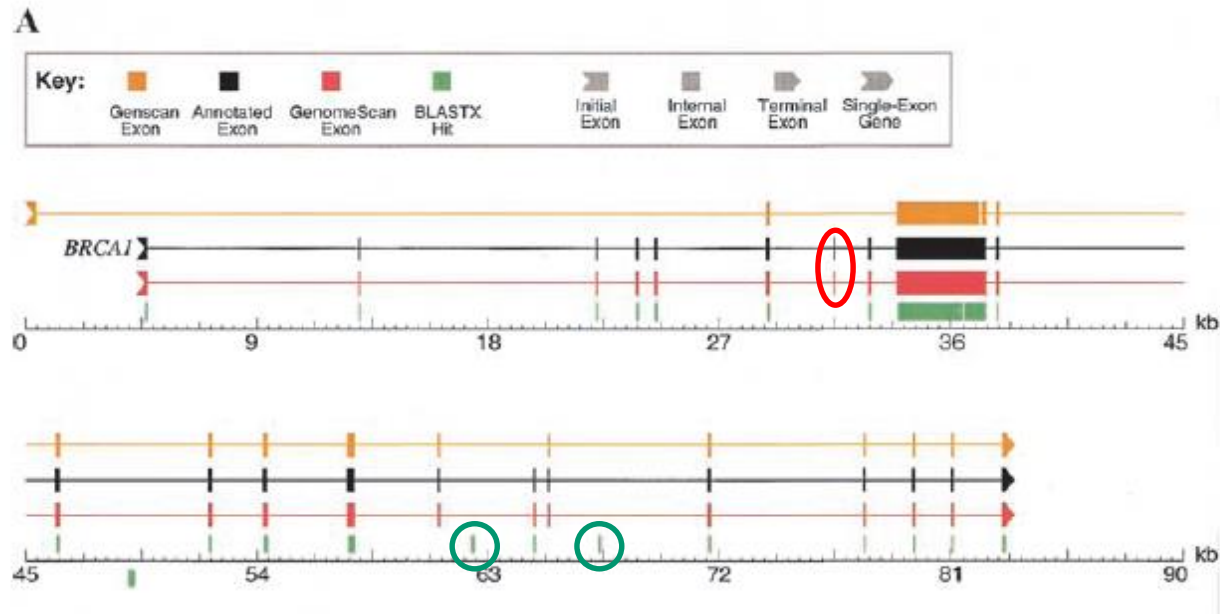 A
Key:
Genscan Exon
Annotated Exon
GenomeScan Exon
BLASTX Hit
Initial Exon
Internal Exon
Terminal Exon
Single-Exon Gene
BRCA1
kb
0 9 18 27 36 45
kb
45 54 63 72 81 90